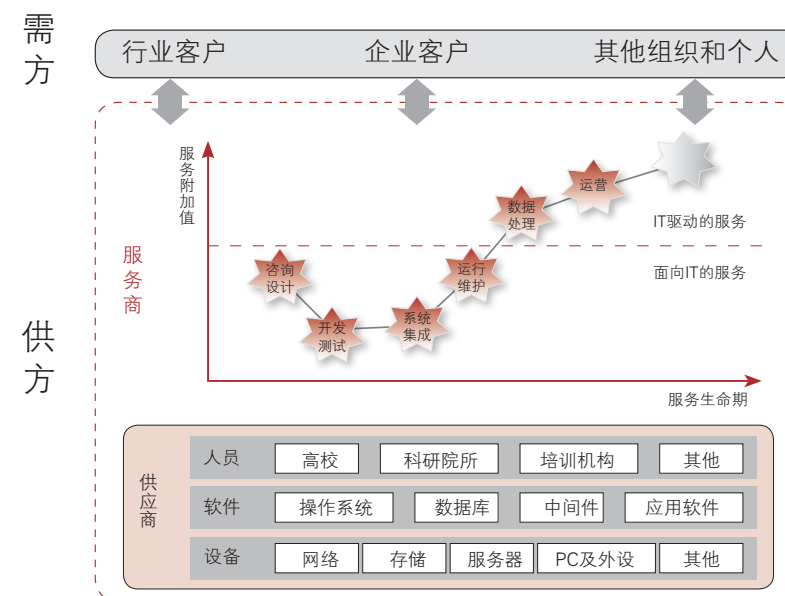 需方
行业客户
企业客户
其他组织和个人
服务附加值
运营
数据
处理
IT驱动的服务
服务商
咨询
设计
运行
维护
面向IT的服务
开发
测试
系统
集成
供方
服务生命期
供应商
人员
高校
科研院所
培训机构
其他
软件
操作系统
数据库
中间件
应用软件
设备
网络
存储
服务器
PC及外设
其他